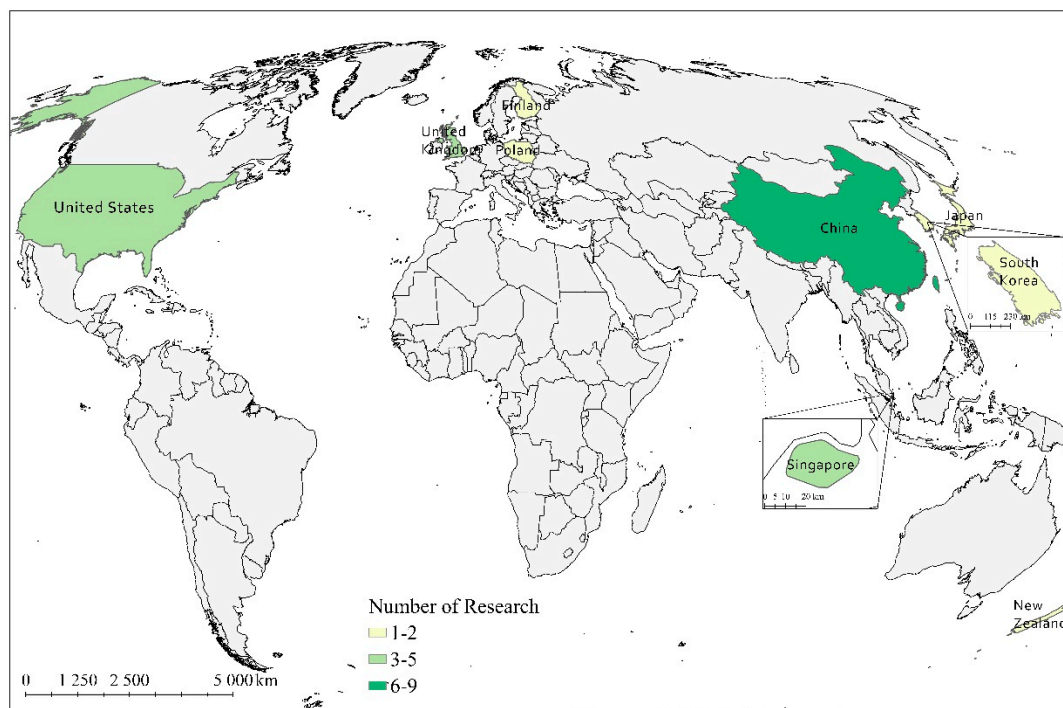 Finland
United
Kingdom
Poland
United States
China
Japan
South
Korea
0 115 230 km
Singapore
0 5 10 20 km
New
Zealand
Number of Research
1-2
3-5
6-9
0 1 250 2 500 5 000 km